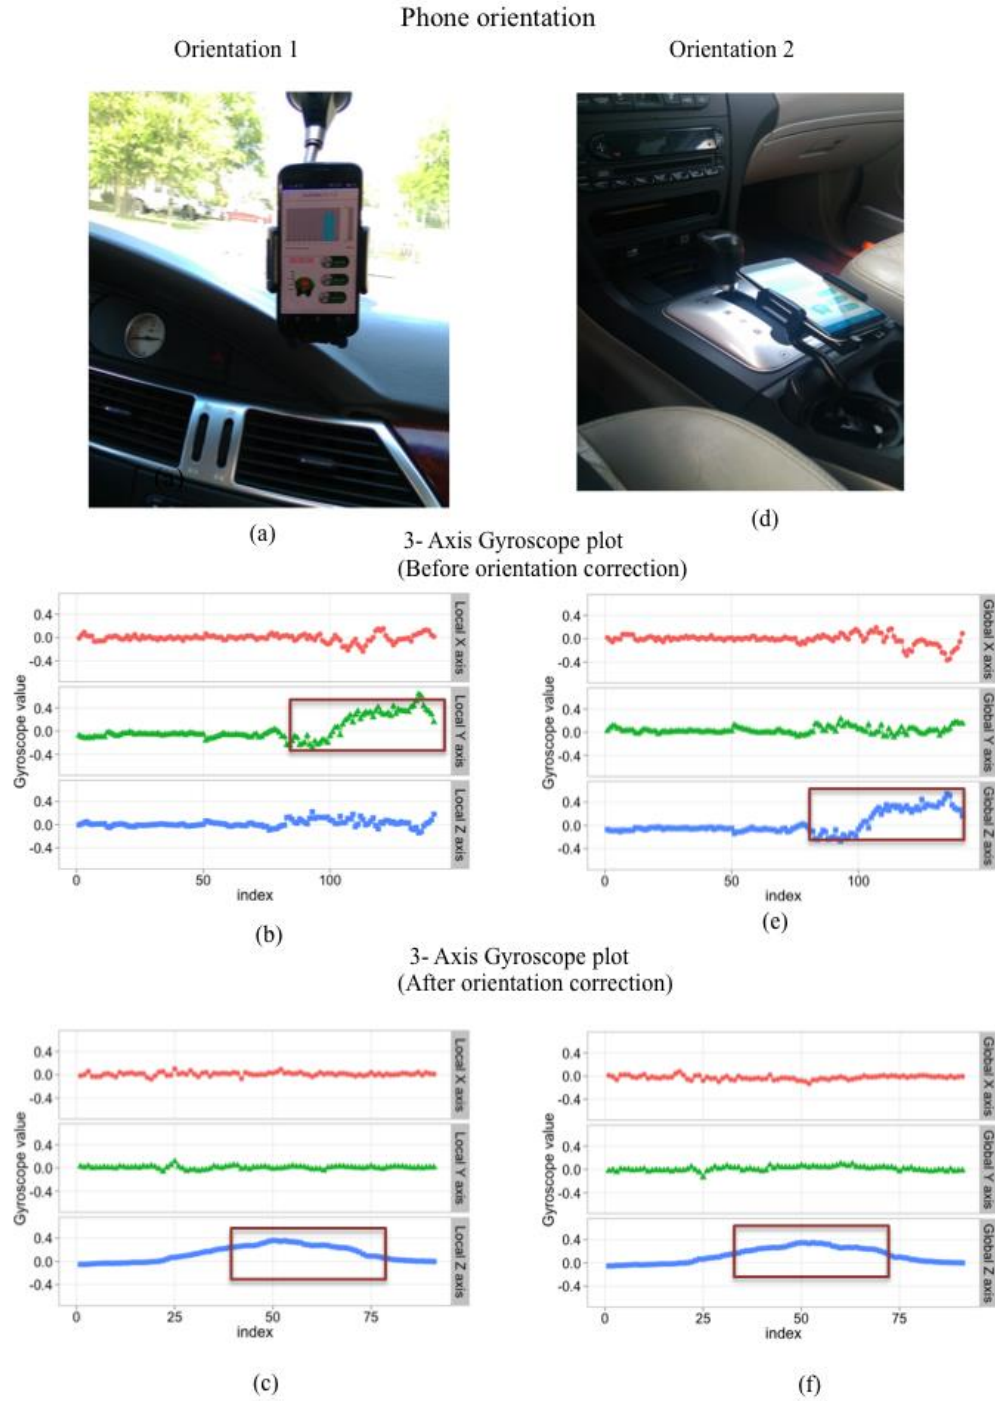 Phone orientation
Orientation 1
Orientation 2
(a)
(d)
3- Axis Gyroscope plot
(Before orientation correction)
Gyroscope value
0.4
0.0
-0.4
Local X axis
0.4
0.0
-0.4
Local Y axis
0.4
0.0
-0.4
Local Z axis
0
50
100
index
(b)
Gyroscope value
0.4
0.0
-0.4
Global X axis
0.4
0.0
-0.4
Global Y axis
0.4
0.0
-0.4
Global Z axis
0
50
100
index
(e)
3- Axis Gyroscope plot
(After orientation correction)
Gyroscope value
0.4
0.0
-0.4
Local X axis
0.4
0.0
-0.4
Local Y axis
0.4
0.0
-0.4
Local Z axis
0
25
50
75
index
(c)
Gyroscope value
0.4
0.0
-0.4
Global X axis
0.4
0.0
-0.4
Global Y axis
0.4
0.0
-0.4
Global Z axis
0
25
50
75
index
(f)